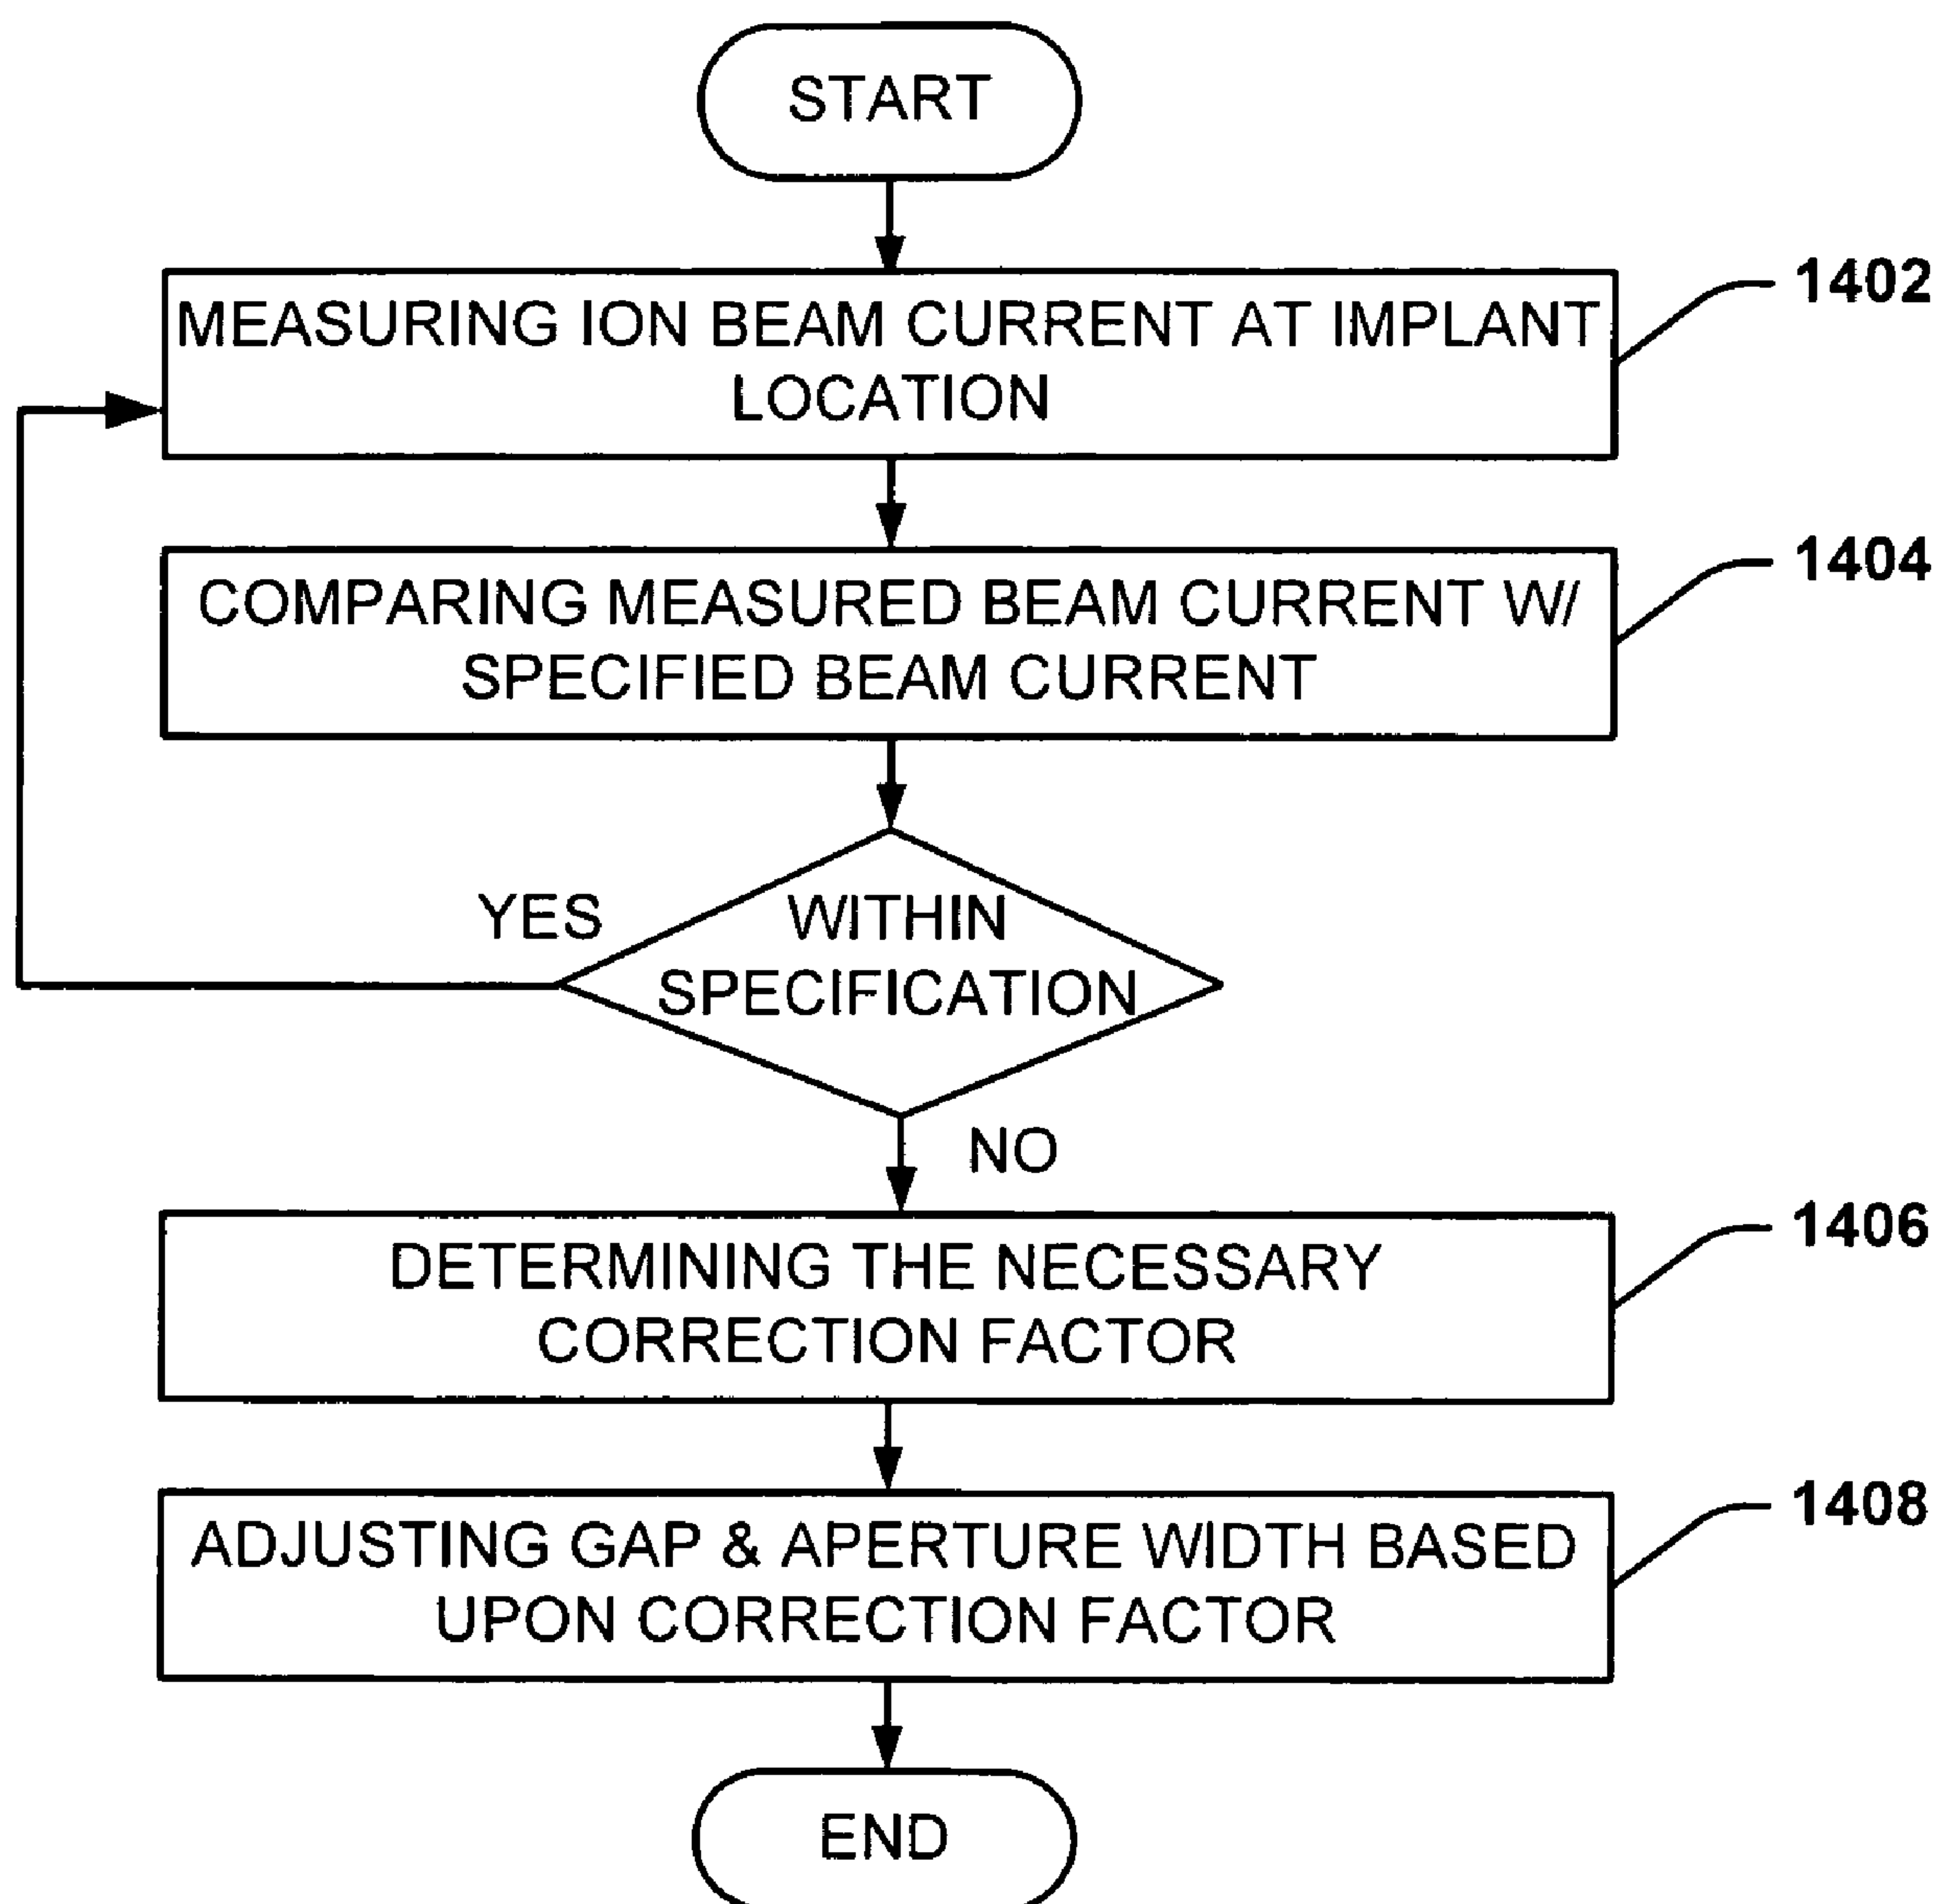 START
MEASURING ION BEAM CURRENT AT IMPLANT
LOCATION
1402
COMPARING MEASURED BEAM CURRENT W/
SPECIFIED BEAM CURRENT
1404
YES
WITHIN
SPECIFICATION
NO
DETERMINING THE NECESSARY
CORRECTION FACTOR
1406
ADJUSTING GAP & APERTURE WIDTH BASED
UPON CORRECTION FACTOR
1408
END